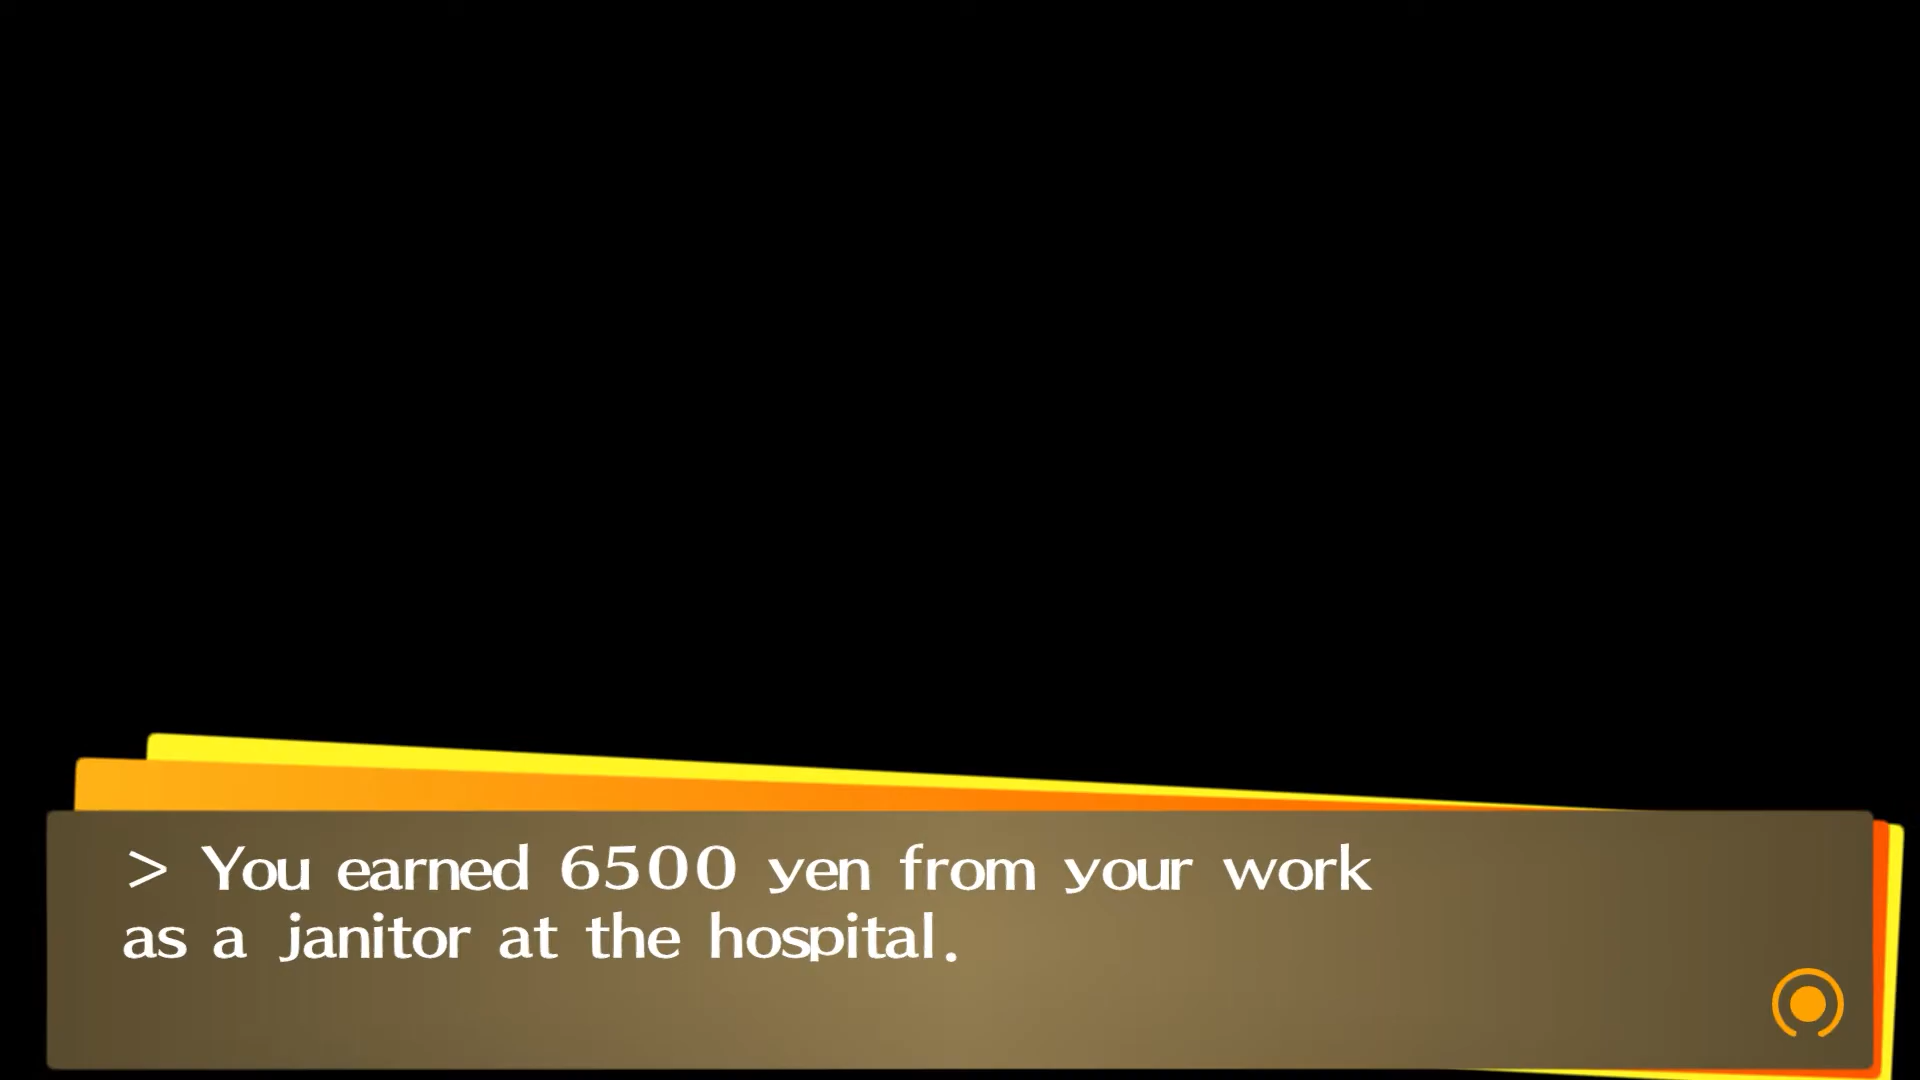 > You earned 6500 yen from your work
as a janitor at the hospital.